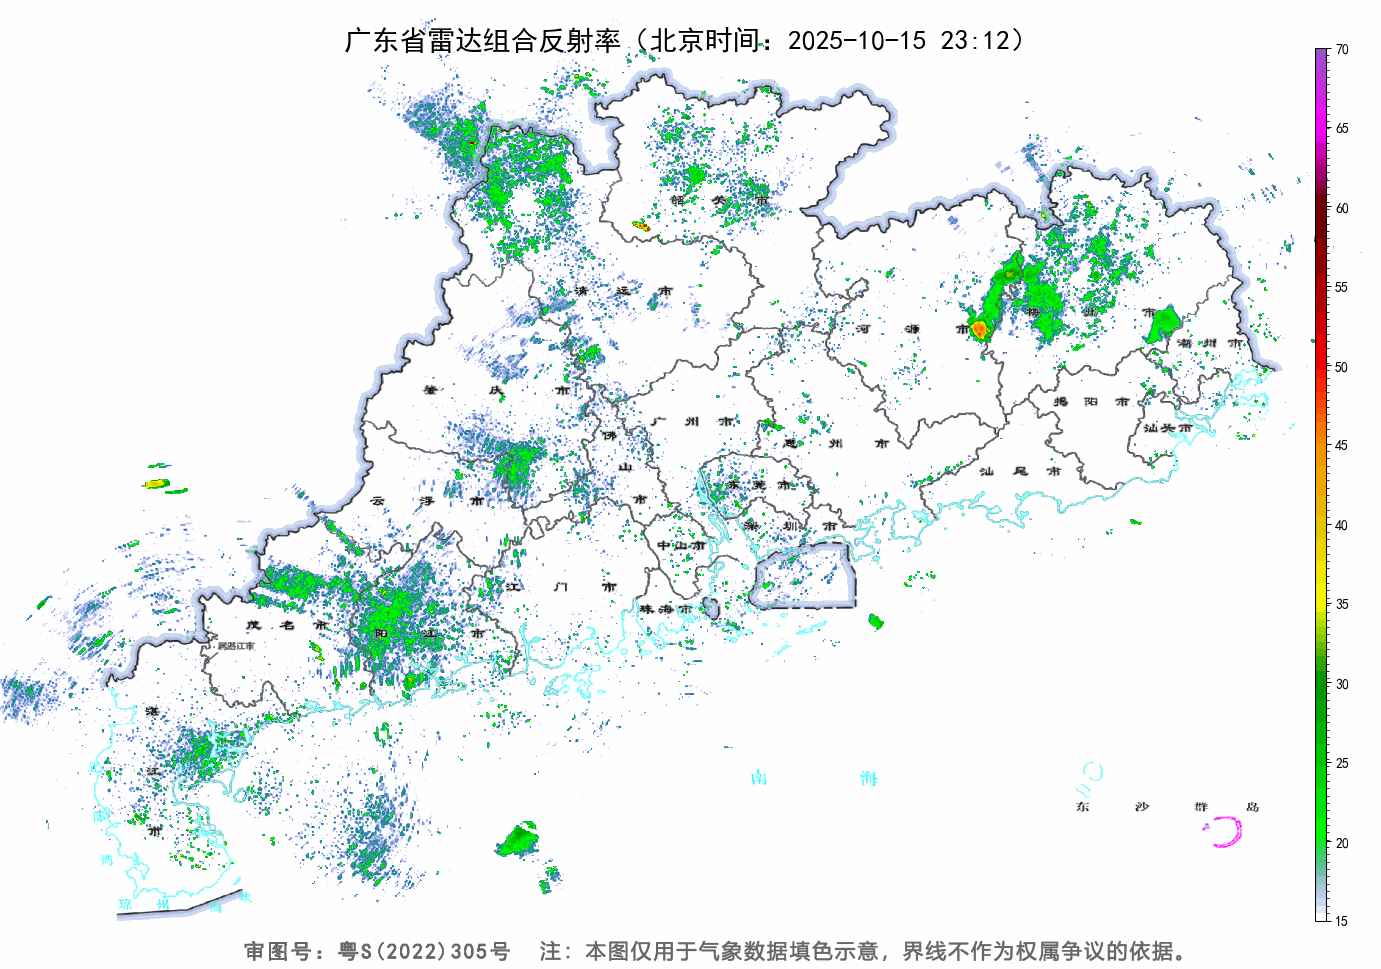 广东省雷达组合反射率（北京时间：2025-10-15 23:12）
70
65
60
55
50
45
40
35
30
25
20
15
韶 关 市
清 远 市
河 源 市
梅 州 市
潮 州 市
肇 庆 市
广 州 市
佛 山 市
惠 州 市
揭 阳 市
汕头市
汕 尾 市
云 浮 市
东 莞 市
深 圳 市
中山市
江 门 市
珠海市
茂 名 市
阳 江 市
属湛江市
湛 江 市
南 海
东 沙 群 岛
湾
琼 州 海 峡
审图号：粤S(2022)305号 注：本图仅用于气象数据填色示意，界线不作为权属争议的依据。